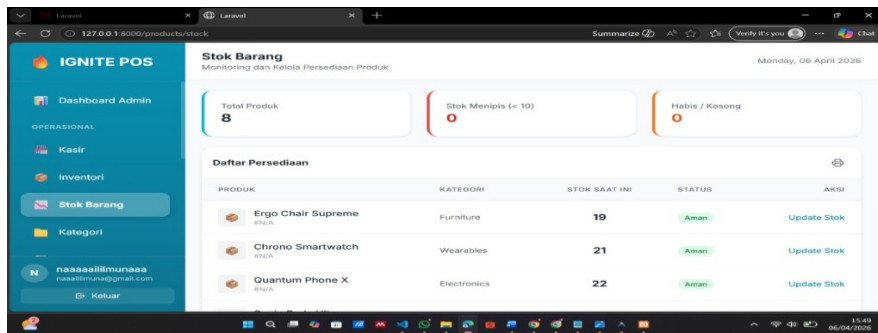 Laravel
Laravel
127.0.0.1:8000/products/stock
Summarize
Verify it's you
Chat
IGNITE POS
Dashboard Admin
OPERASIONAL
Kasir
Inventori
Stok Barang
Kategori
N
naaaaaililmunaaa
naaaililmuna@gmail.com
Keluar
Stok Barang
Monitoring dan Kelola Persediaan Produk
Monday, 06 April 2026
Total Produk
8
Stok Menipis (< 10)
0
Habis / Kosong
0
Daftar Persediaan
PRODUK KATEGORI STOK SAAT INI STATUS AKSI
Ergo Chair Supreme Furniture 19 Aman Update Stok
#N/A
Chrono Smartwatch Wearables 21 Aman Update Stok
#N/A
Quantum Phone X Electronics 22 Aman Update Stok
#N/A
15:49
06/04/2026